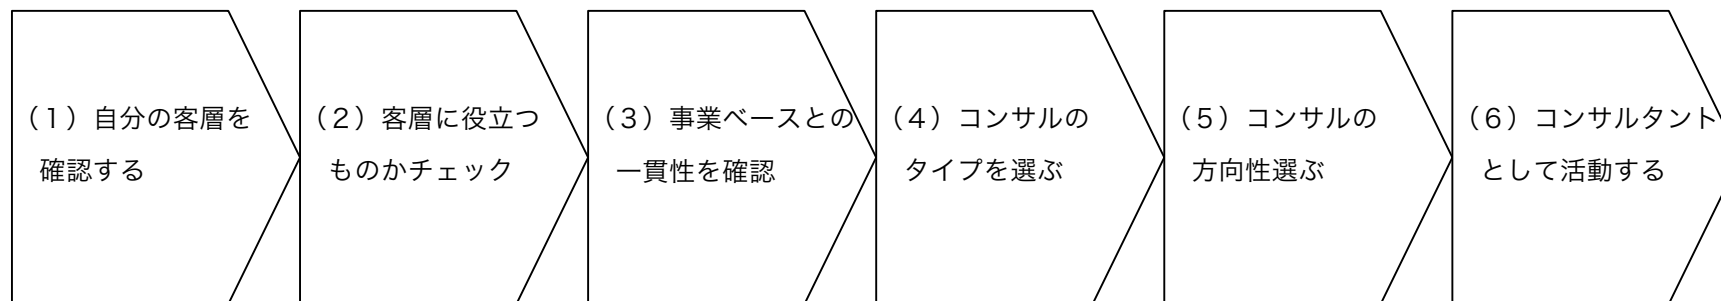 （１）自分の客層を
確認する
（２）客層に役立つ
ものかチェック
（３）事業ベースとの
一貫性を確認
（４）コンサルの
タイプを選ぶ
（５）コンサルの
方向性選ぶ
（６）コンサルタント
として活動する